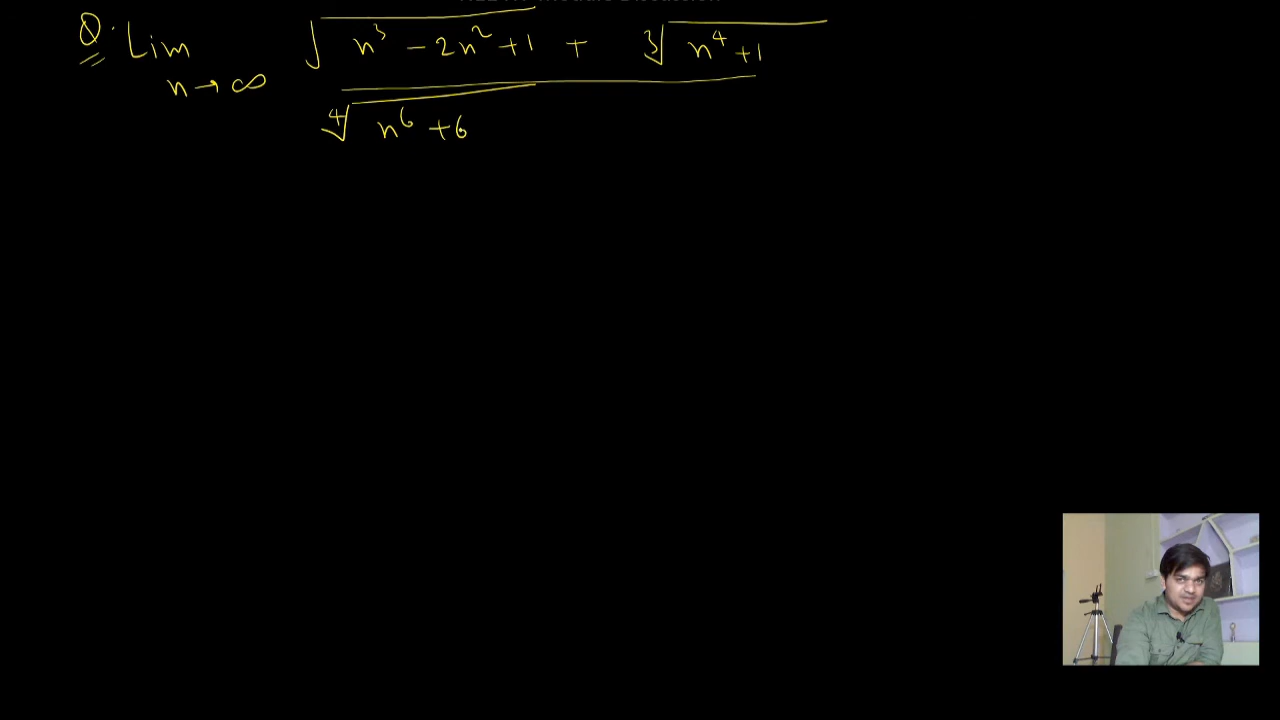 Q. Lim n→∞ √(n³ − 2n² + 1) + ∛(n⁴ + 1)
∜(n⁶ + 6)